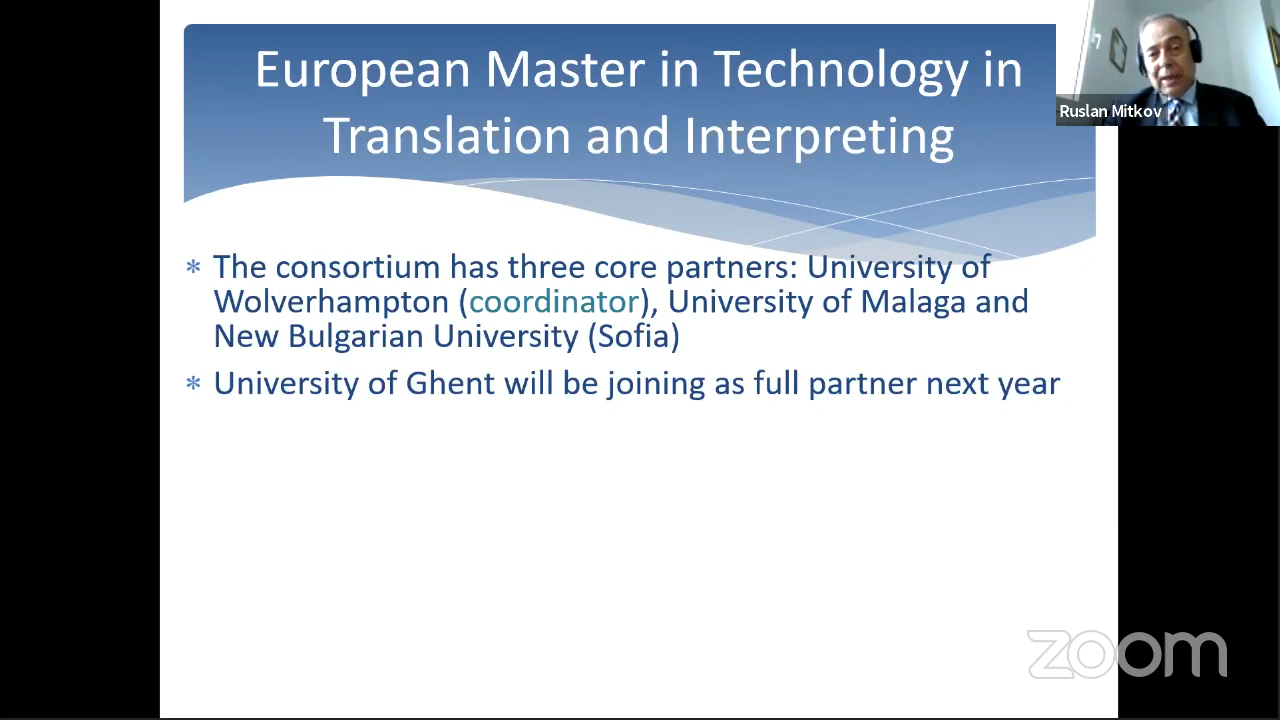 European Master in Technology in
Translation and Interpreting
Ruslan Mitkov
* The consortium has three core partners: University of
Wolverhampton (coordinator), University of Malaga and
New Bulgarian University (Sofia)
* University of Ghent will be joining as full partner next year
zoom